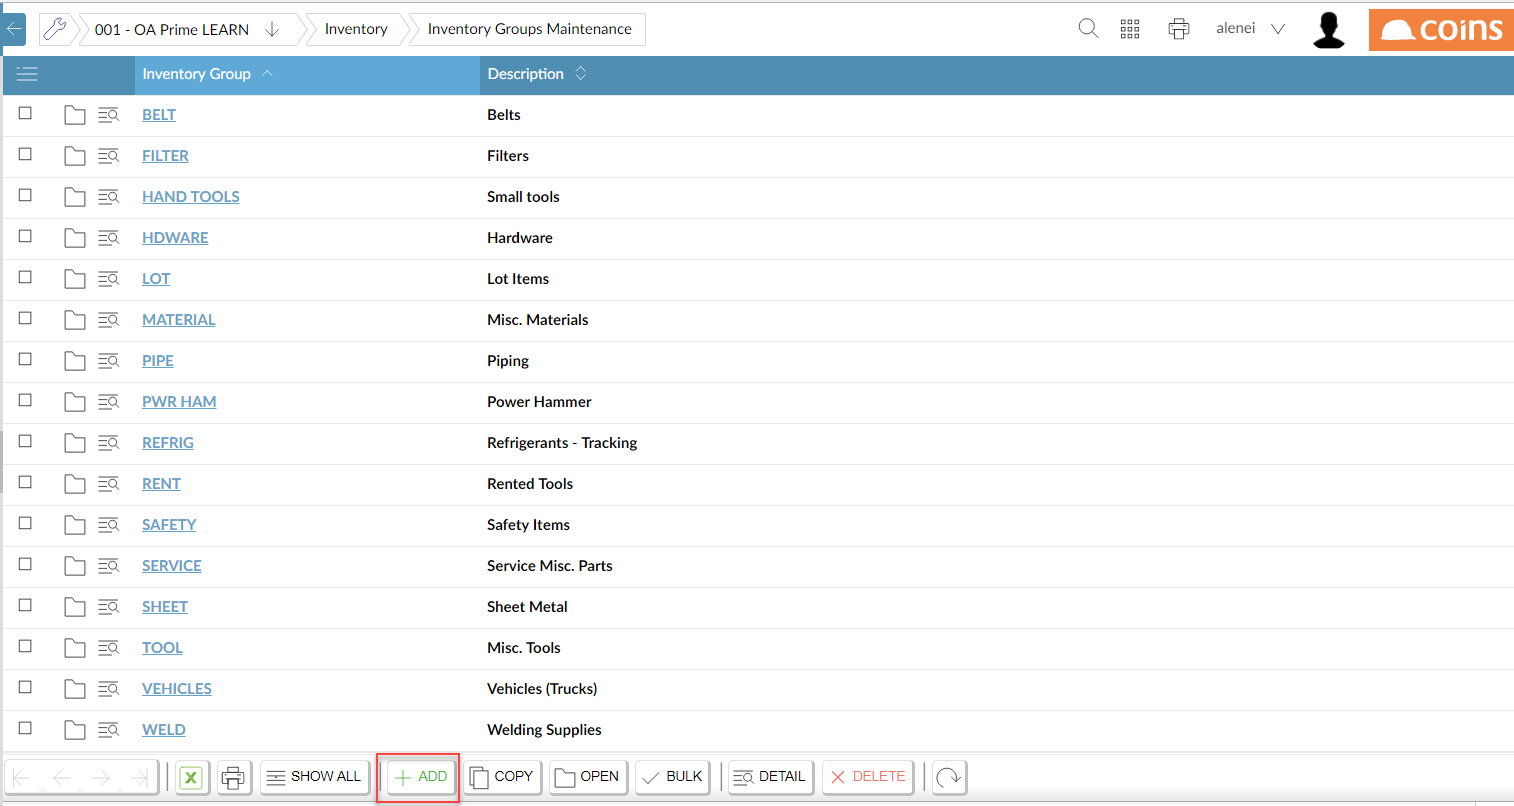 001 - OA Prime LEARN Inventory Inventory Groups Maintenance alenei coins
Inventory Group Description
BELT Belts
FILTER Filters
HAND TOOLS Small tools
HDWARE Hardware
LOT Lot Items
MATERIAL Misc. Materials
PIPE Piping
PWR HAM Power Hammer
REFRIG Refrigerants - Tracking
RENT Rented Tools
SAFETY Safety Items
SERVICE Service Misc. Parts
SHEET Sheet Metal
TOOL Misc. Tools
VEHICLES Vehicles (Trucks)
WELD Welding Supplies
X SHOW ALL ADD COPY OPEN BULK DETAIL DELETE